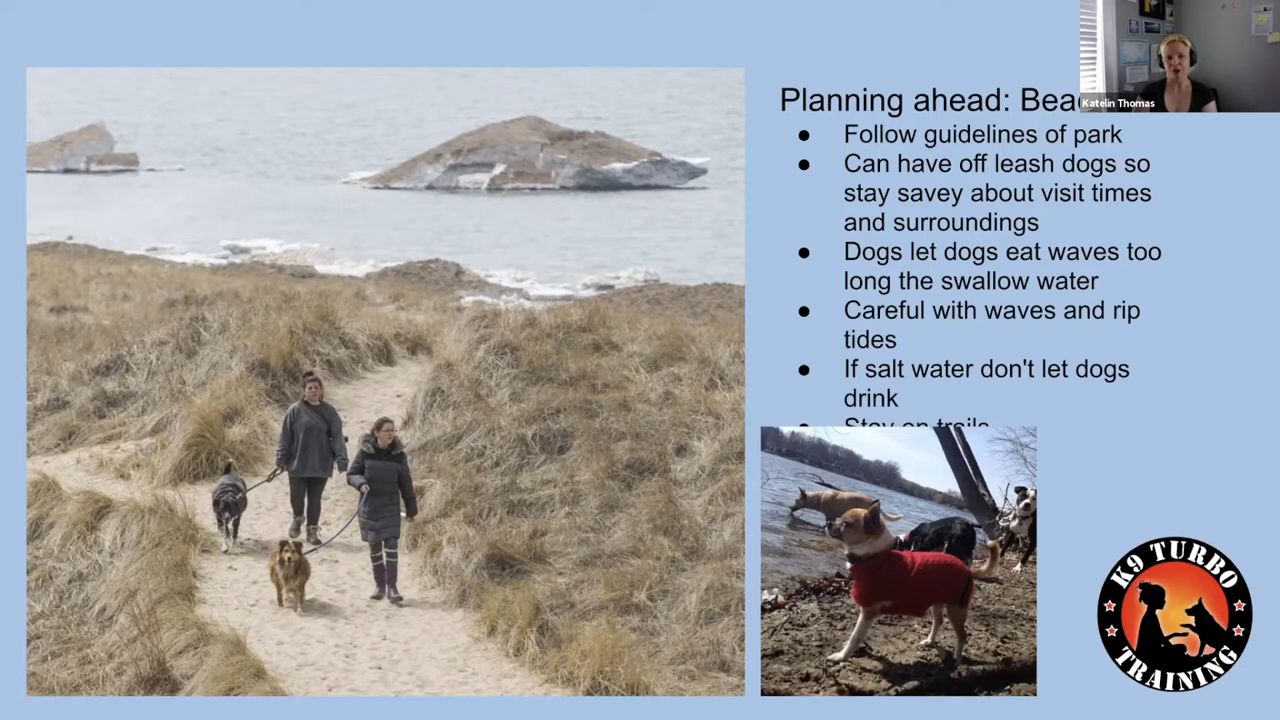 Planning ahead: Bea
Katelin Thomas
● Follow guidelines of park
● Can have off leash dogs so
stay savey about visit times
and surroundings
● Dogs let dogs eat waves too
long the swallow water
● Careful with waves and rip
tides
● If salt water don't let dogs
drink
● Stay on trails
K9 TURBO
TRAINING